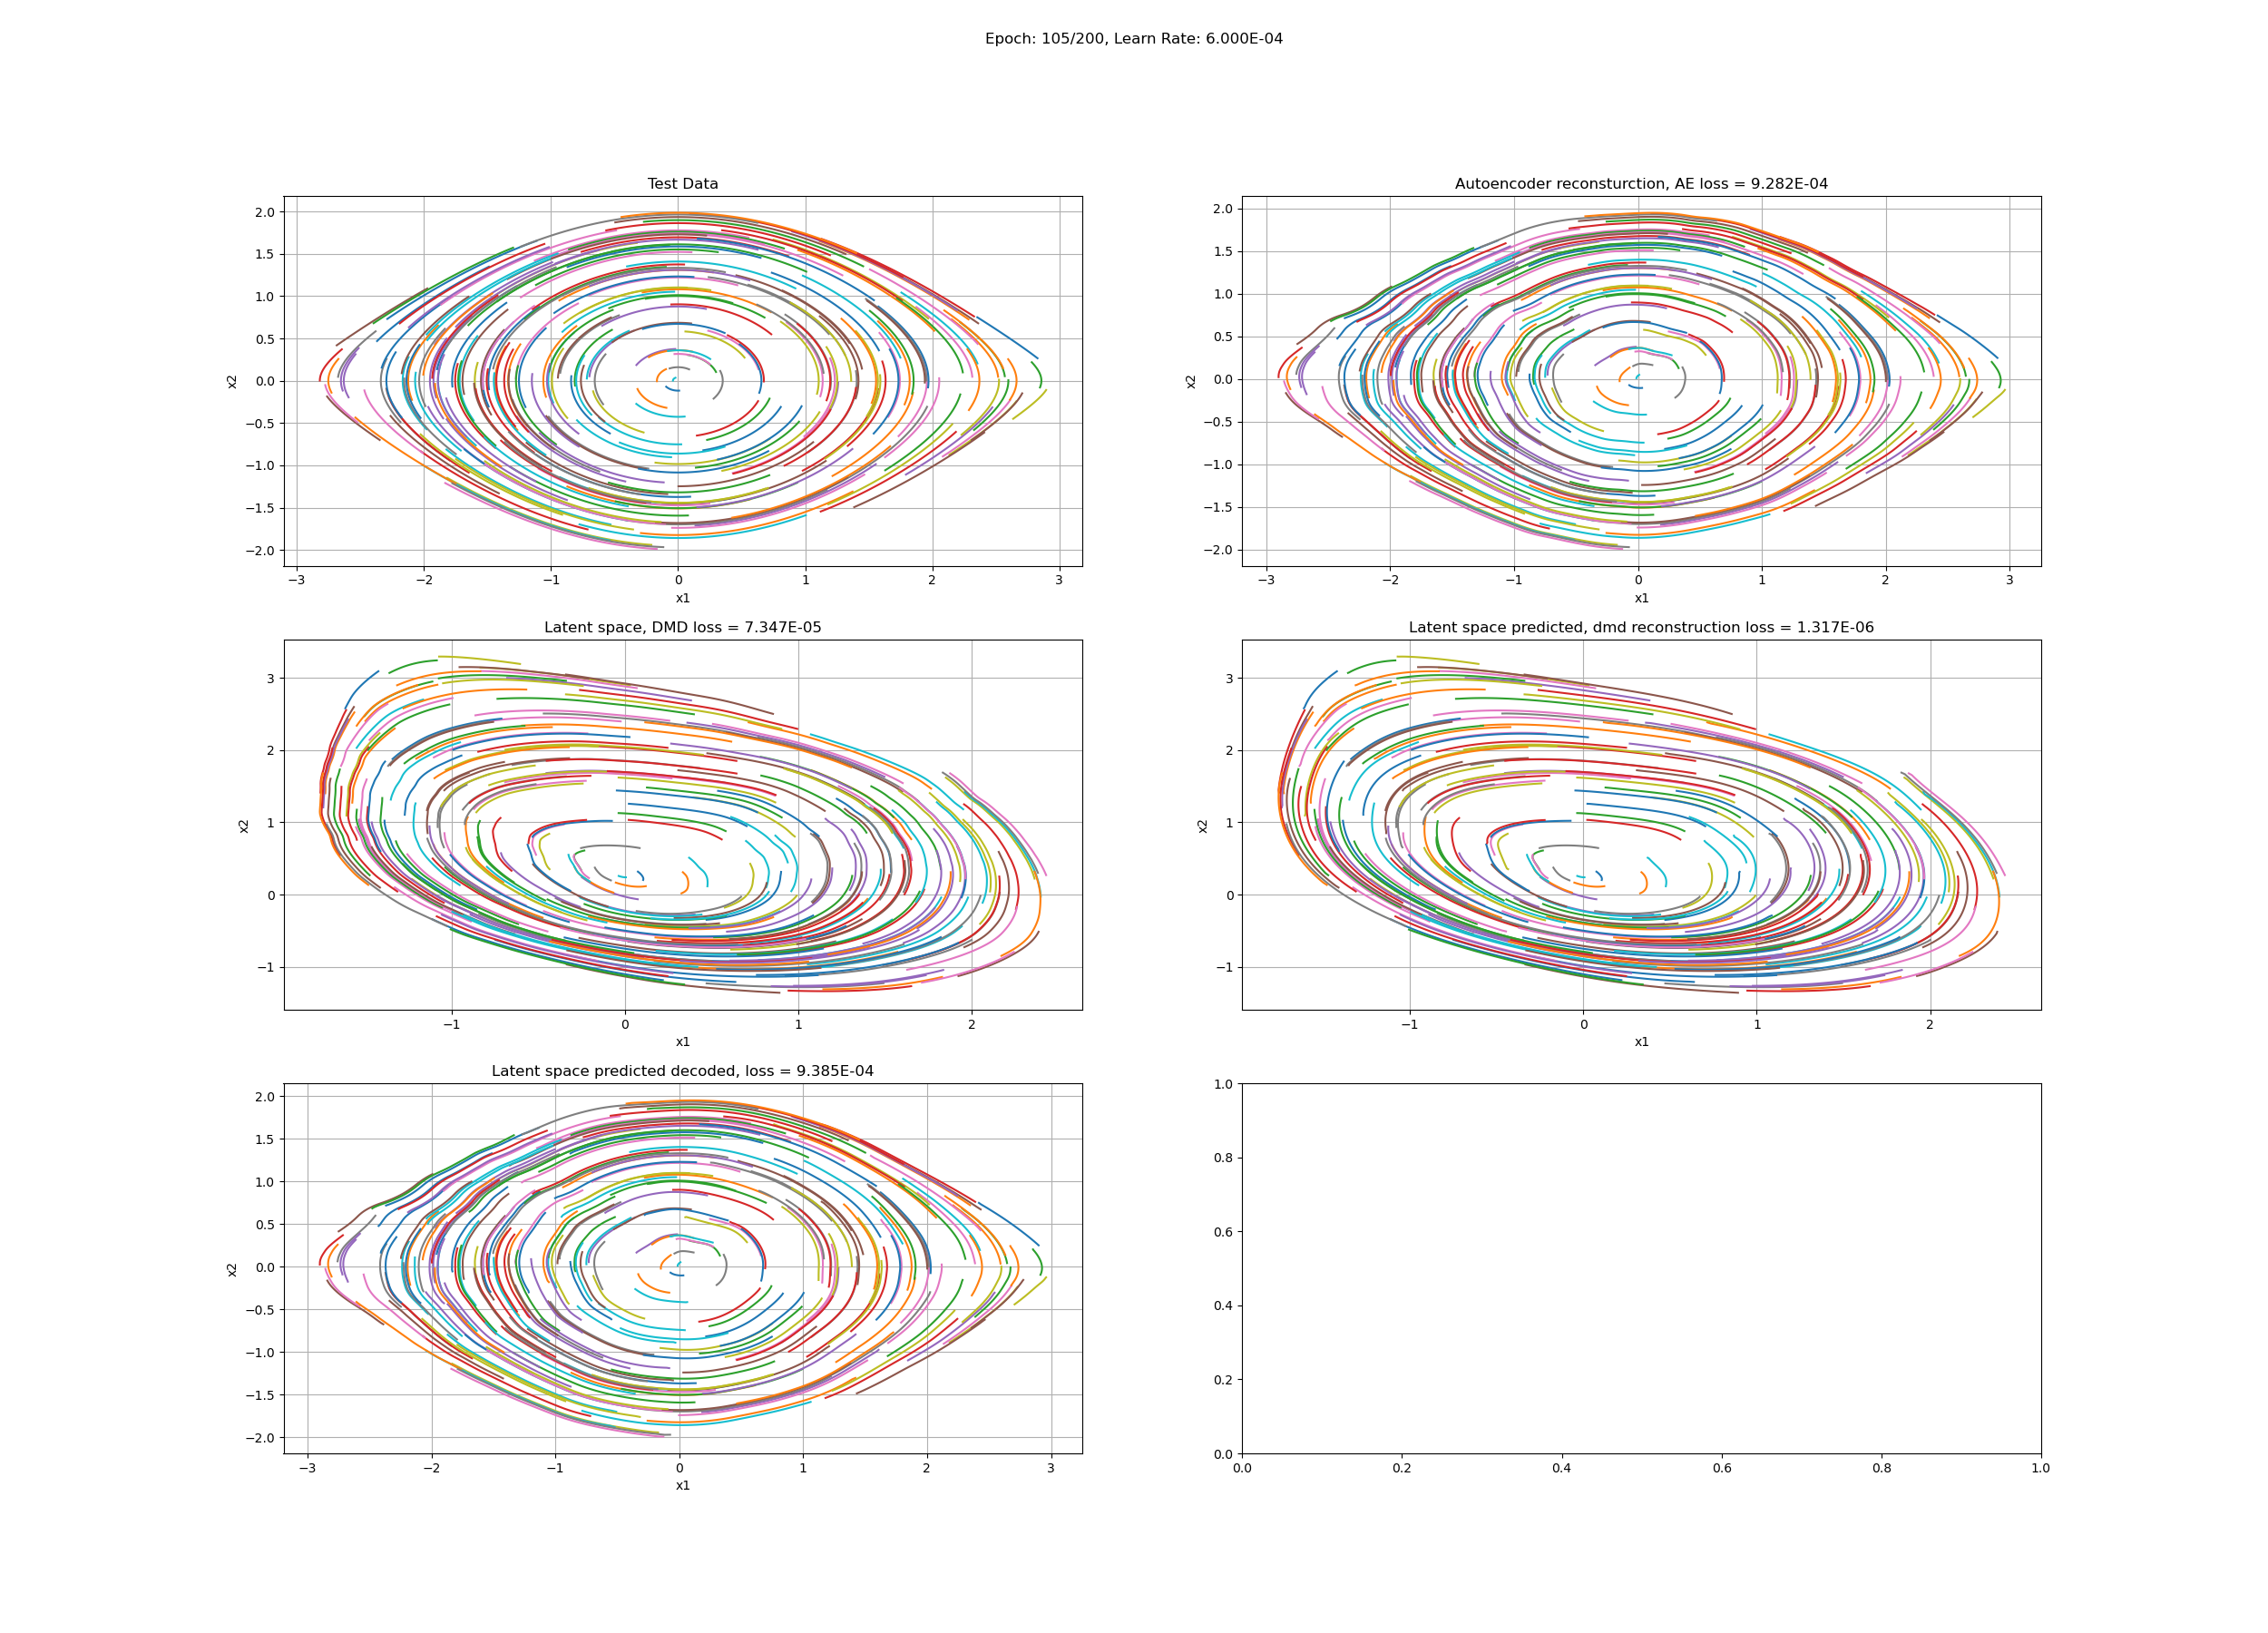 Epoch: 105/200, Learn Rate: 6.000E-04
Test Data
2.0
1.5
1.0
0.5
0.0
−0.5
−1.0
−1.5
−2.0
x2
−3 −2 −1 0 1 2 3
x1
Autoencoder reconsturction, AE loss = 9.282E-04
2.0
1.5
1.0
0.5
0.0
−0.5
−1.0
−1.5
−2.0
x2
−3 −2 −1 0 1 2 3
x1
Latent space, DMD loss = 7.347E-05
3
2
1
0
−1
x2
−1 0 1 2
x1
Latent space predicted, dmd reconstruction loss = 1.317E-06
3
2
1
0
−1
x2
−1 0 1 2
x1
Latent space predicted decoded, loss = 9.385E-04
2.0
1.5
1.0
0.5
0.0
−0.5
−1.0
−1.5
−2.0
x2
−3 −2 −1 0 1 2 3
x1
1.0
0.8
0.6
0.4
0.2
0.0
0.0 0.2 0.4 0.6 0.8 1.0